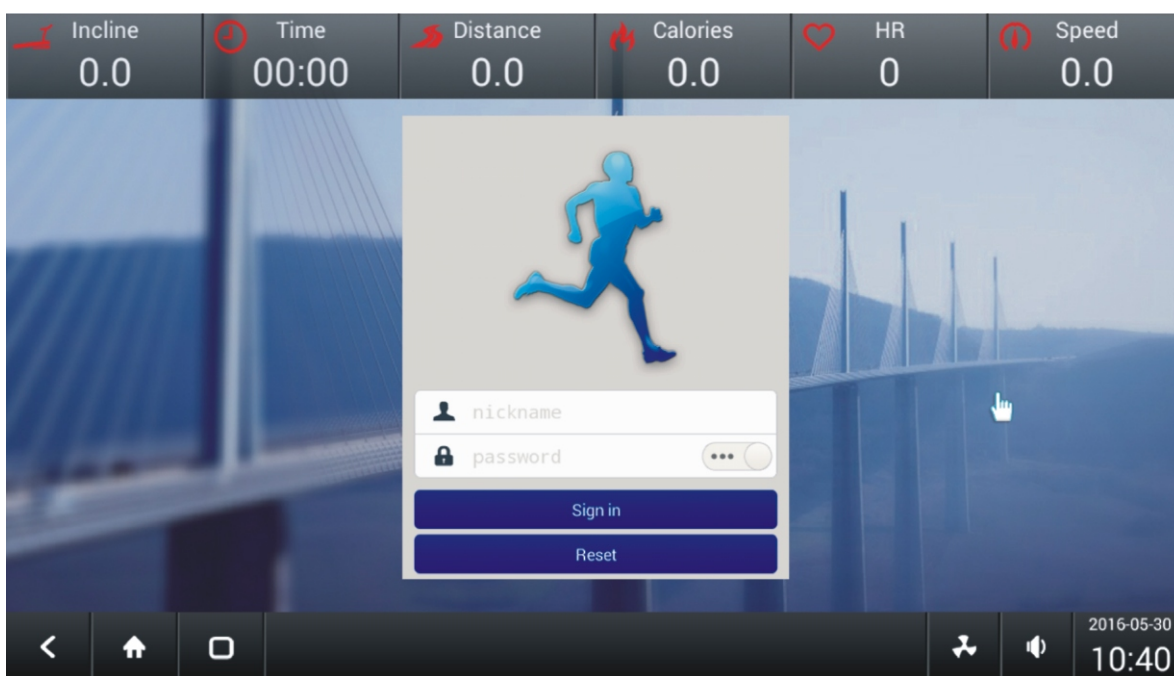 Incline Time Distance Calories HR Speed
0.0 00:00 0.0 0.0 0 0.0
nickname
password
Sign in
Reset
2016-05-30
10:40